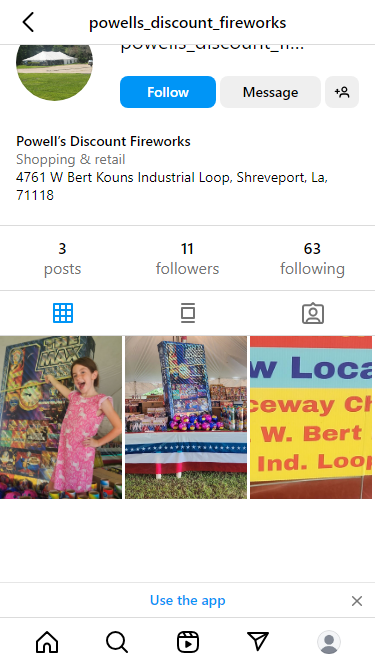 powells_discount_fireworks
powells_discount_fi...
Follow
Message
Powell's Discount Fireworks
Shopping & retail
4761 W Bert Kouns Industrial Loop, Shreveport, La,
71118
3
posts
11
followers
63
following
w Loca
ceway Ch
W. Bert
Ind. Loop
Use the app